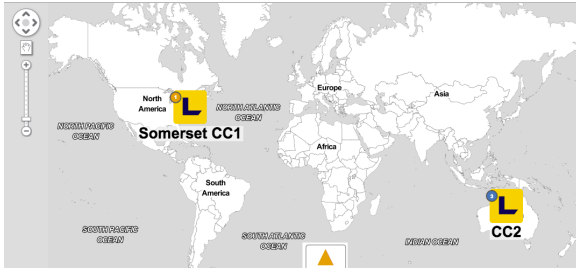 Europe
Asia
North
America
1
L
NORTH ATLANTIC
OCEAN
NORTH PACIFIC
OCEAN
Somerset CC1
Africa
South
America
L
CC2
SOUTH PACIFIC
OCEAN
SOUTH ATLANTIC
OCEAN
INDIAN OCEAN